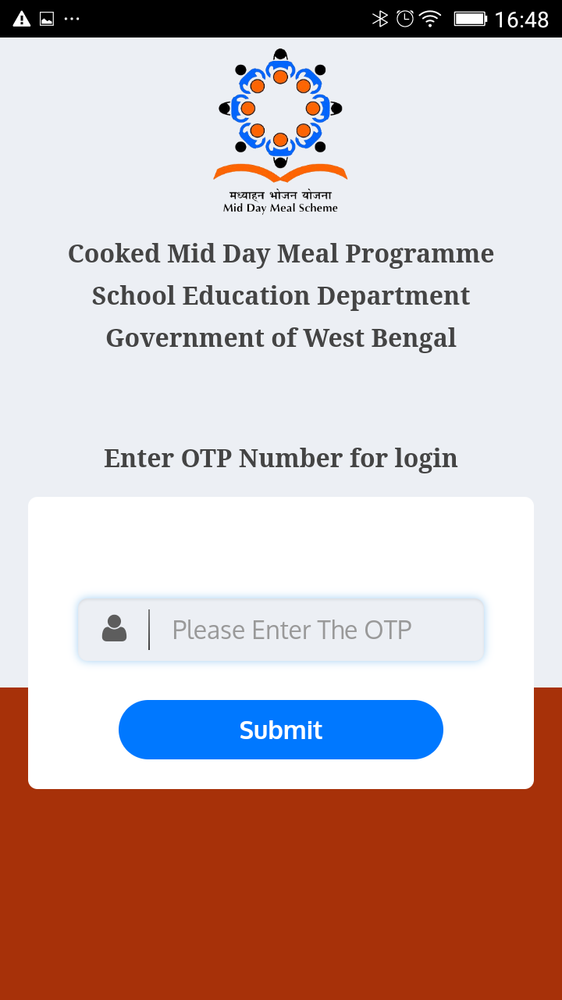 16:48
मध्याहन भोजन योजना
Mid Day Meal Scheme
Cooked Mid Day Meal Programme
School Education Department
Government of West Bengal
Enter OTP Number for login
Please Enter The OTP
Submit